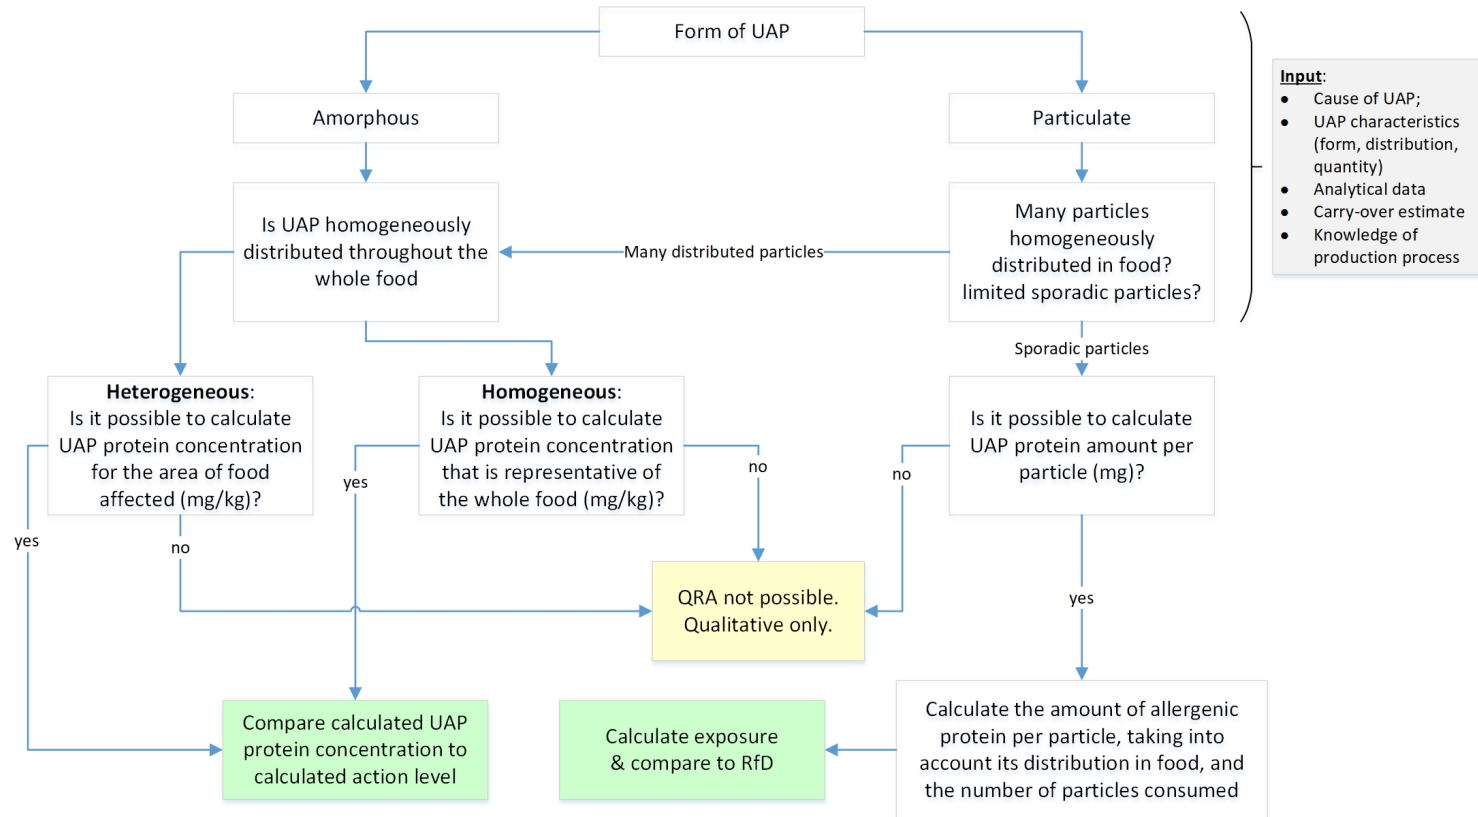 Form of UAP
Input:
● Cause of UAP;
● UAP characteristics
(form, distribution,
quantity)
● Analytical data
● Carry-over estimate
● Knowledge of
production process
Amorphous
Particulate
Is UAP homogeneously
distributed throughout the
whole food
Many distributed particles
Many particles
homogeneously
distributed in food?
limited sporadic particles?
Sporadic particles
Heterogeneous:
Is it possible to calculate
UAP protein concentration
for the area of food
affected (mg/kg)?
Homogeneous:
Is it possible to calculate
UAP protein concentration
that is representative of
the whole food (mg/kg)?
Is it possible to calculate
UAP protein amount per
particle (mg)?
yes
no
yes
no
no
yes
QRA not possible.
Qualitative only.
Compare calculated UAP
protein concentration to
calculated action level
Calculate exposure
& compare to RfD
Calculate the amount of allergenic
protein per particle, taking into
account its distribution in food, and
the number of particles consumed